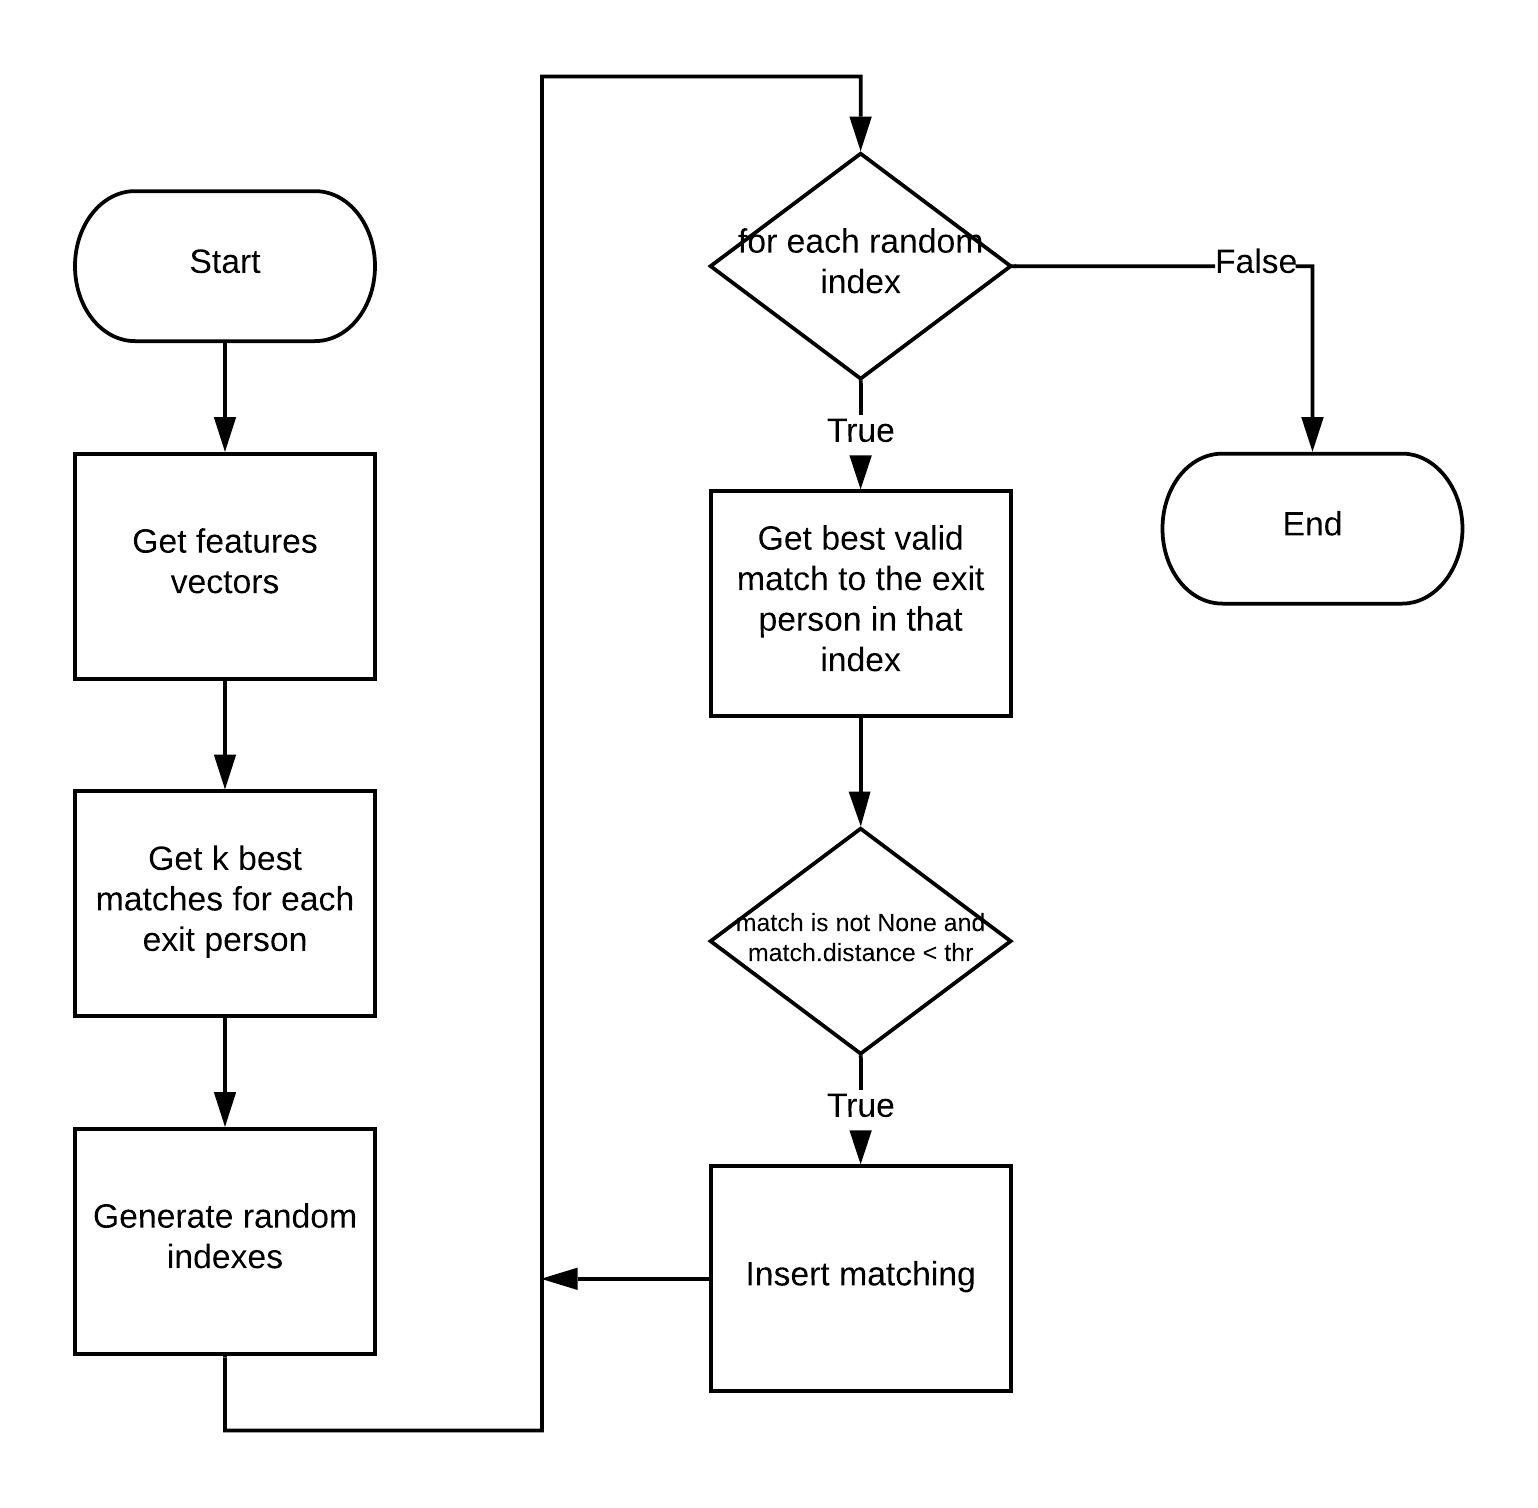 Start
Get features
vectors
Get k best
matches for each
exit person
Generate random
indexes
for each random
index
False
True
Get best valid
match to the exit
person in that
index
End
match is not None and
match.distance < thr
True
Insert matching